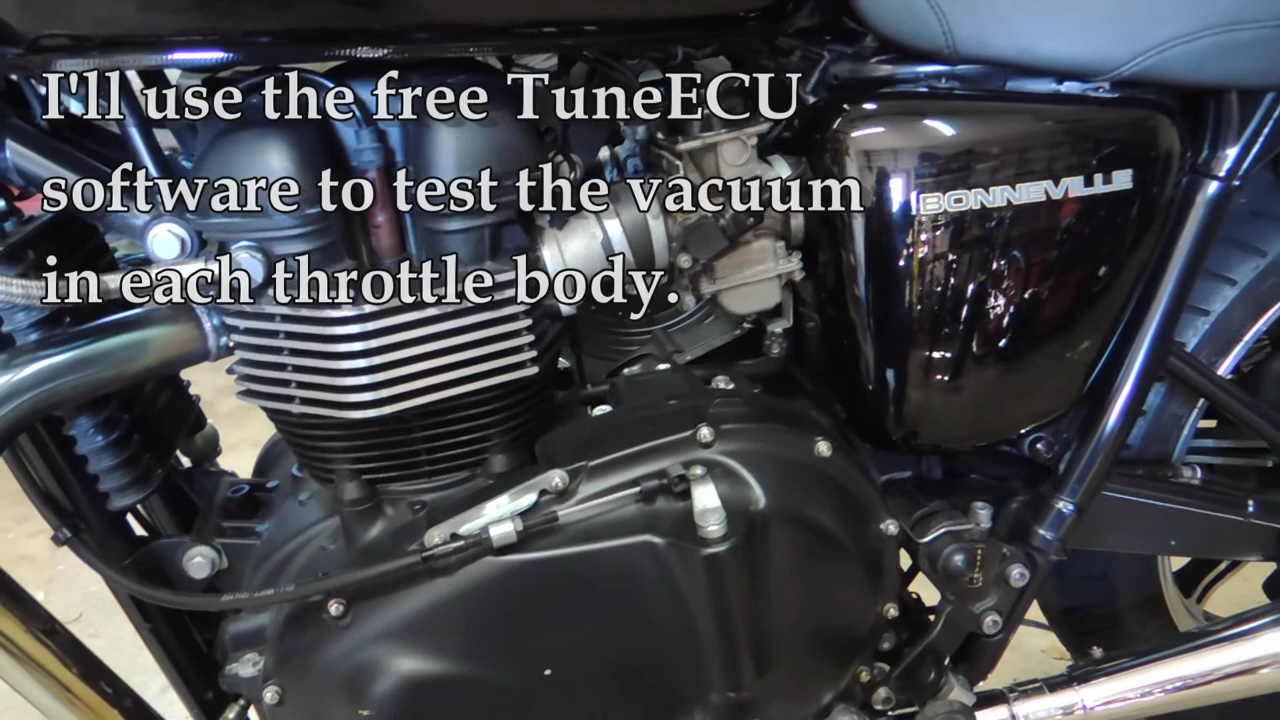 I'll use the free TuneECU
software to test the vacuum
in each throttle body.
BONNEVILLE